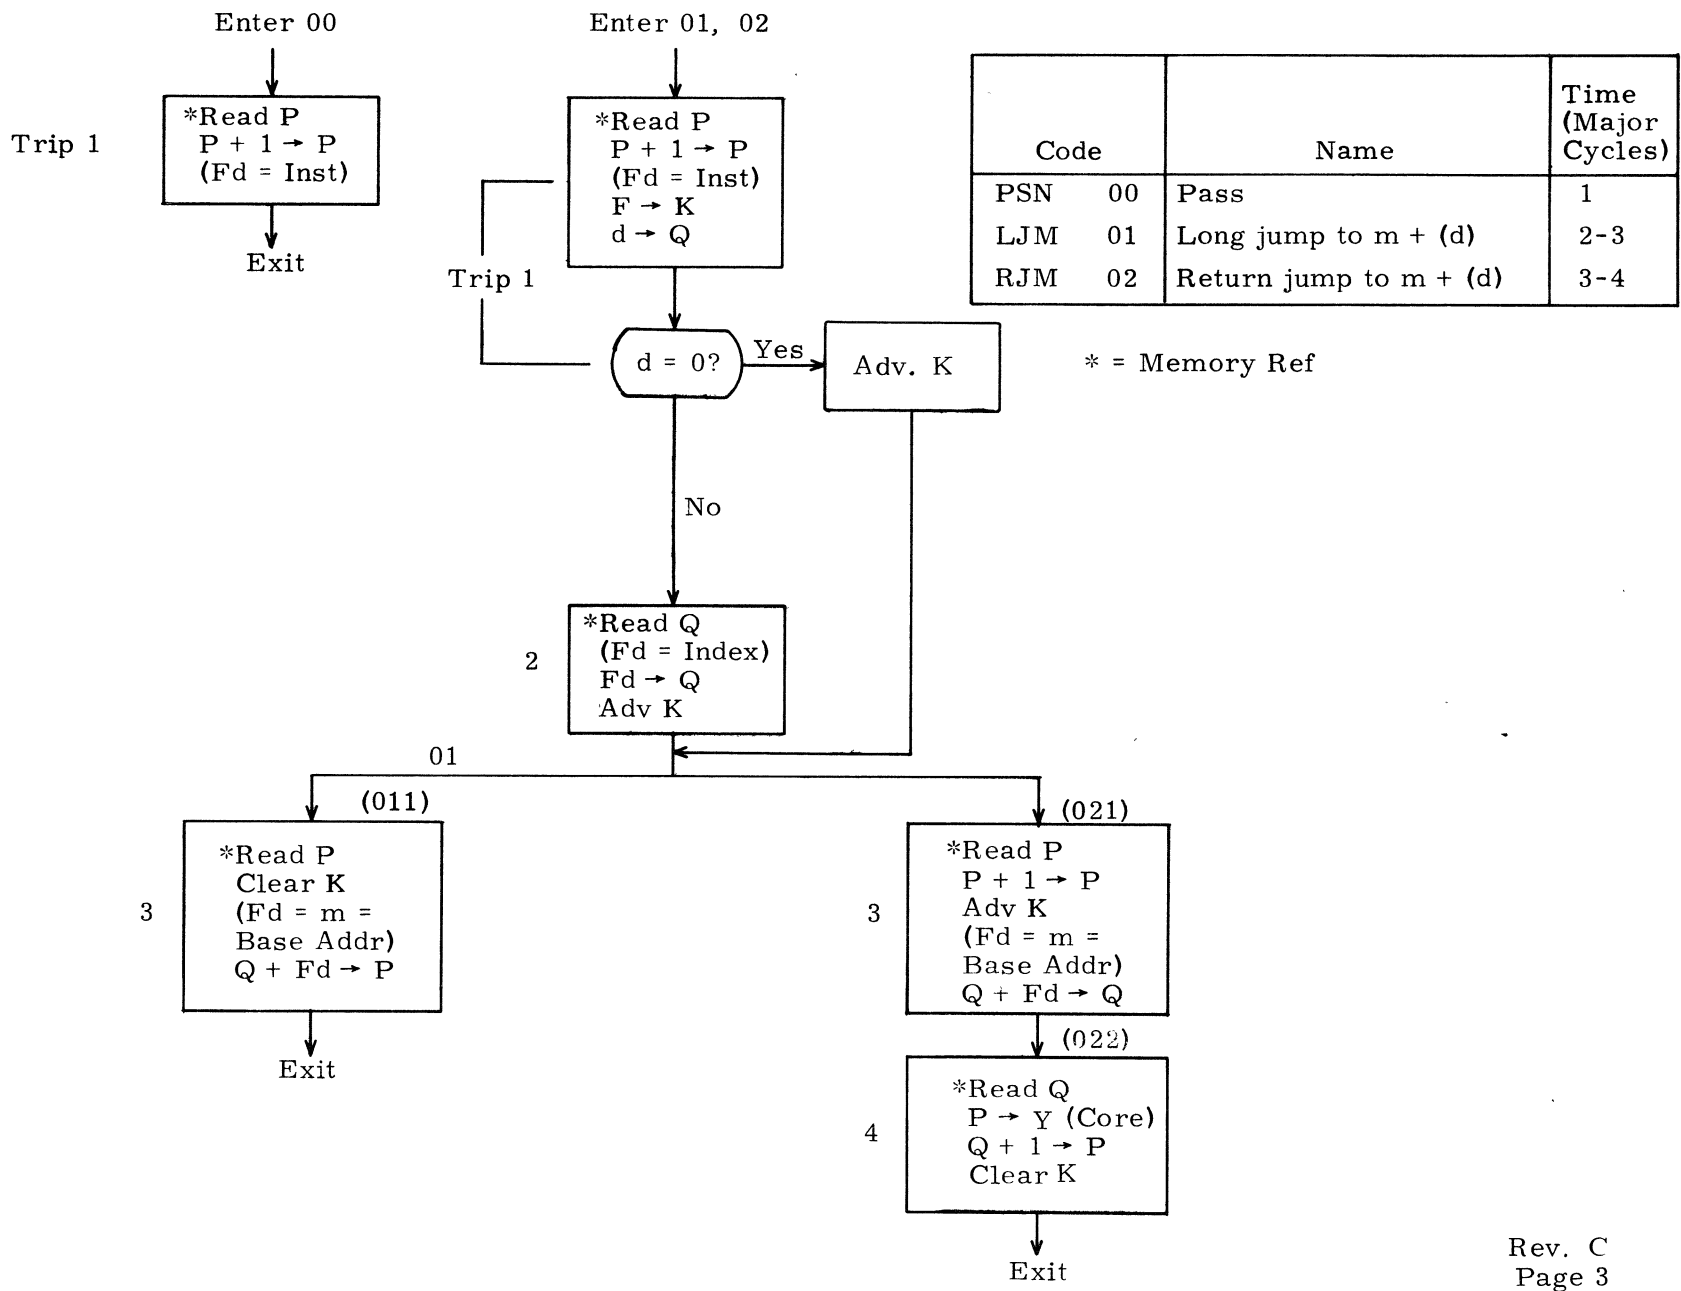 Enter 00
Enter 01, 02
Trip 1
*Read P
P + 1 → P
(Fd = Inst)
Exit
*Read P
P + 1 → P
(Fd = Inst)
F → K
d → Q
Trip 1
Code
Name
Time
(Major
Cycles)
PSN 00 Pass 1
LJM 01 Long jump to m + (d) 2-3
RJM 02 Return jump to m + (d) 3-4
d = 0?
Yes
Adv. K
* = Memory Ref
No
2
*Read Q
(Fd = Index)
Fd → Q
Adv K
01
(011)
3
*Read P
Clear K
(Fd = m =
Base Addr)
Q + Fd → P
Exit
(021)
3
*Read P
P + 1 → P
Adv K
(Fd = m =
Base Addr)
Q + Fd → Q
(022)
4
*Read Q
P → Y (Core)
Q + 1 → P
Clear K
Exit
Rev. C
Page 3